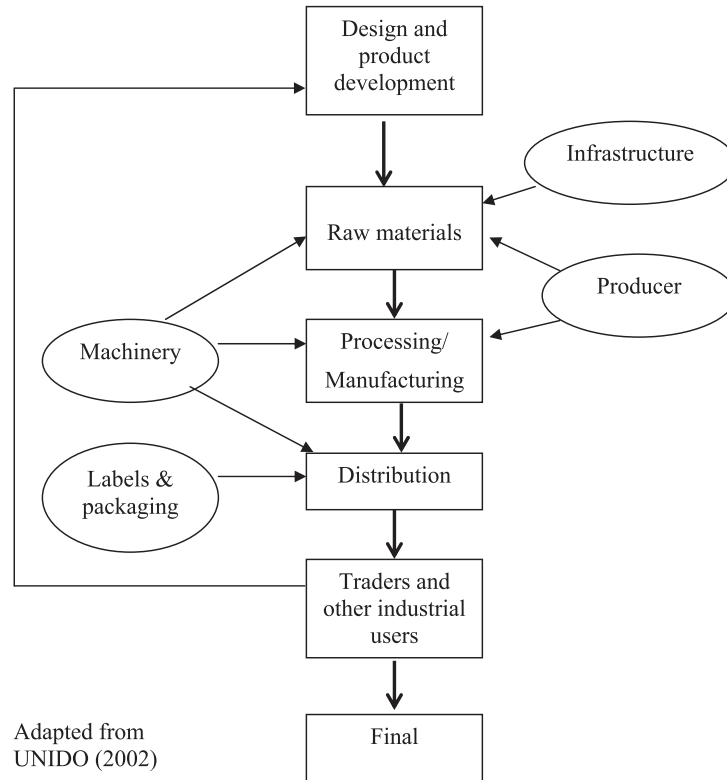 Design and
product
development
Infrastructure
Raw materials
Producer
Machinery
Processing/
Manufacturing
Labels &
packaging
Distribution
Traders and
other industrial
users
Final
Adapted from
UNIDO (2002)